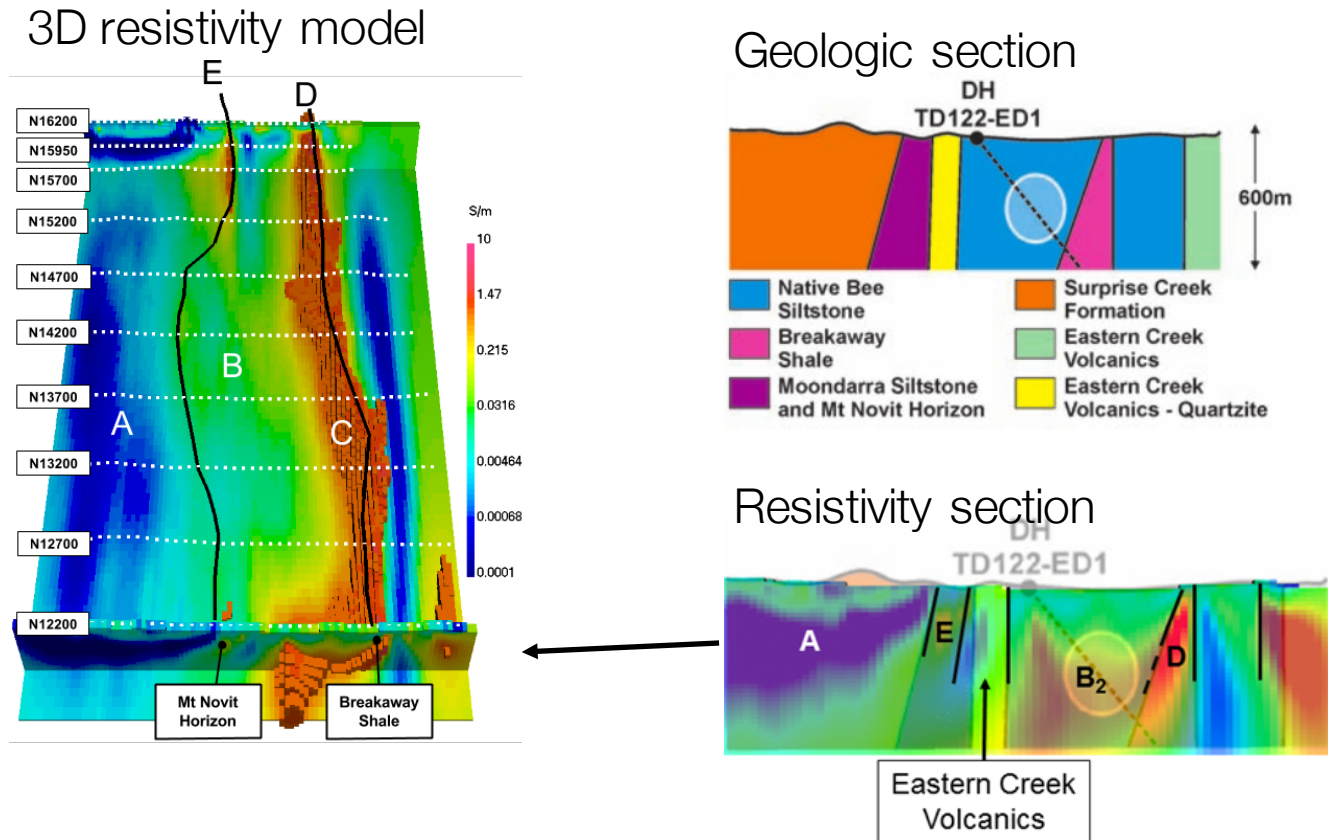 3D resistivity model
E
D
N16200
N15950
N15700
N15200
N14700
N14200
N13700
N13200
N12700
N12200
A
B
C
S/m
10
1.47
0.215
0.0316
0.00464
0.00068
0.0001
Mt Novit
Horizon
Breakaway
Shale
Geologic section
DH
TD122-ED1
600m
Native Bee
Siltstone
Breakaway
Shale
Moondarra Siltstone
and Mt Novit Horizon
Surprise Creek
Formation
Eastern Creek
Volcanics
Eastern Creek
Volcanics - Quartzite
Resistivity section
DH
TD122-ED1
A
E
B2
D
Eastern Creek
Volcanics